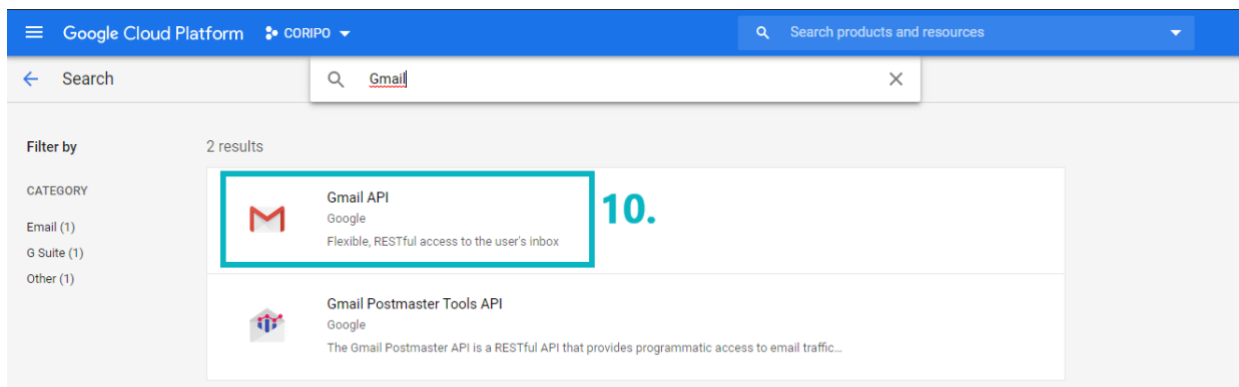 Google Cloud Platform CORIPO Search products and resources
Search Gmail
Filter by
2 results
CATEGORY
Email (1)
G Suite (1)
Other (1)
Gmail API
Google
Flexible, RESTful access to the user's inbox
10.
Gmail Postmaster Tools API
Google
The Gmail Postmaster API is a RESTful API that provides programmatic access to email traffic...